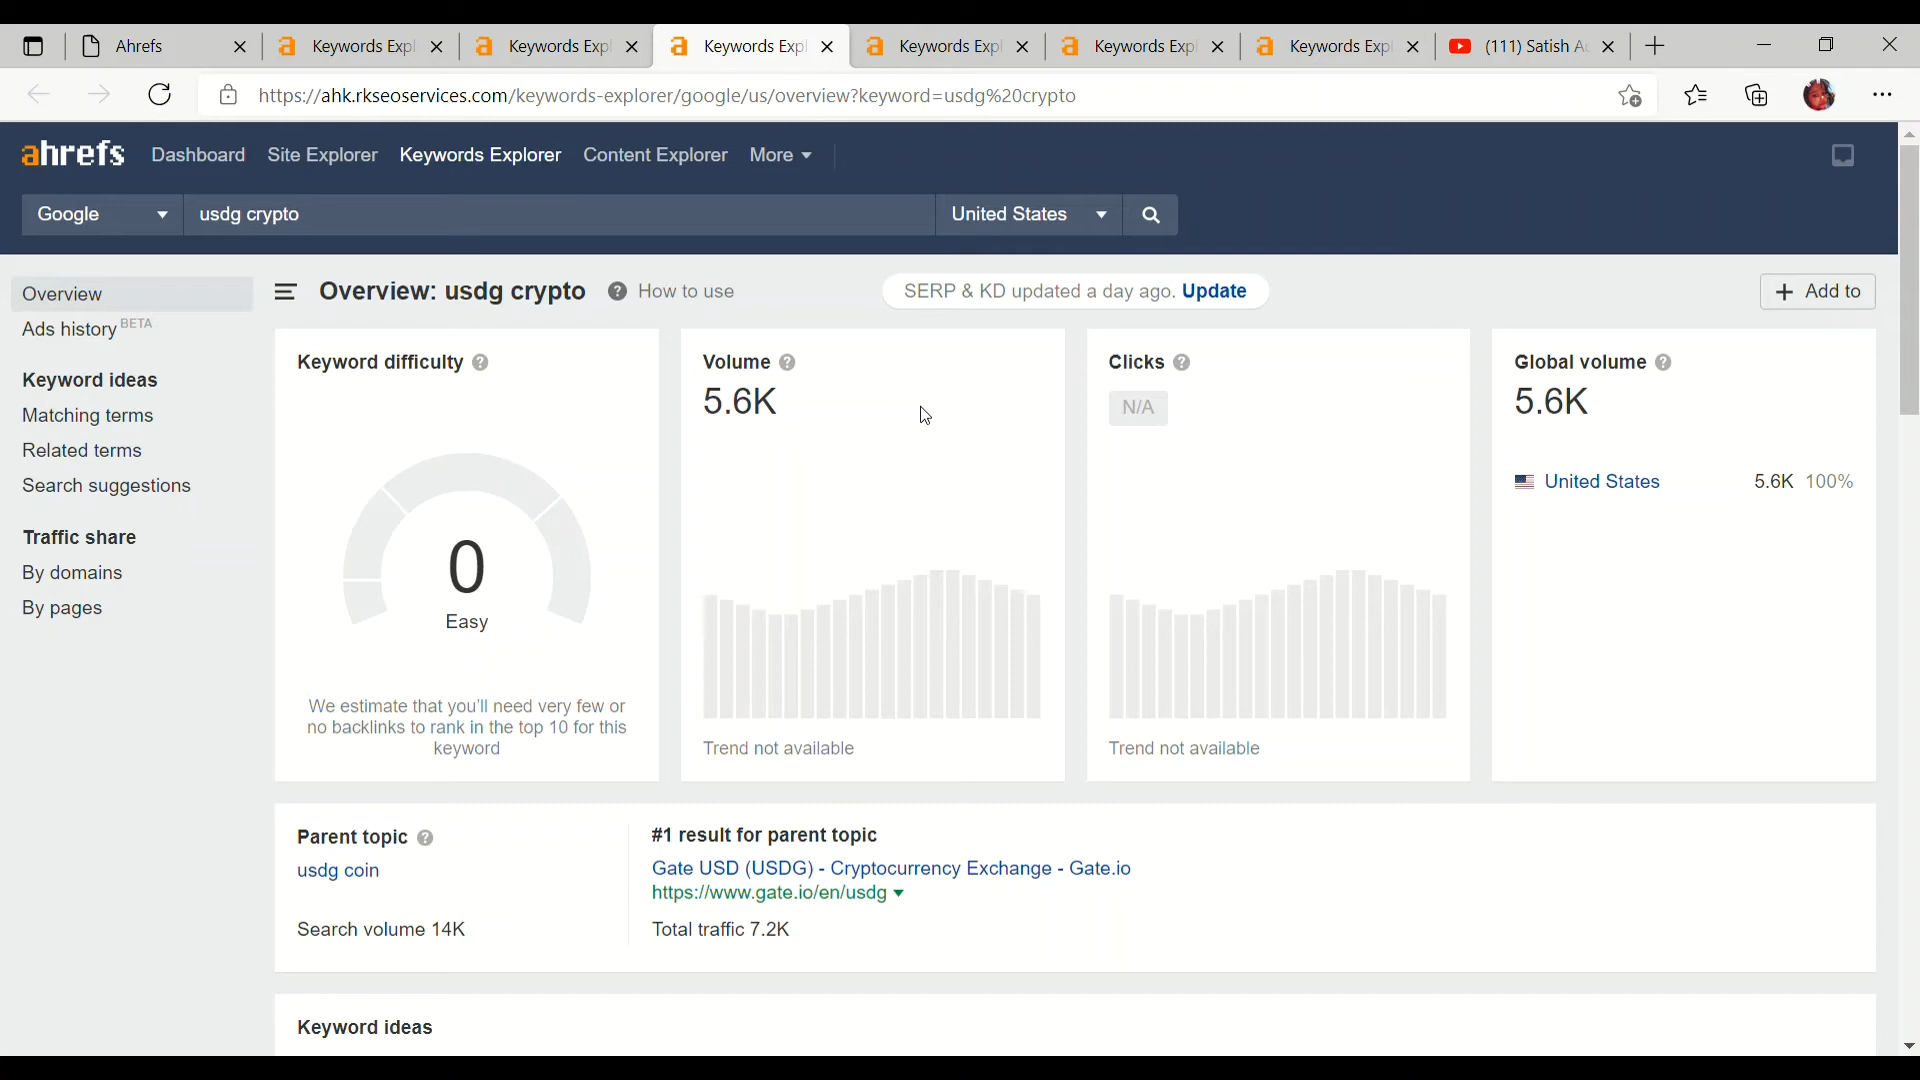 Ahrefs
Keywords Expl
Keywords Expl
Keywords Expl
Keywords Expl
Keywords Expl
Keywords Expl
(111) Satish A
https://ahk.rkseoservices.com/keywords-explorer/google/us/overview?keyword=usdg%20crypto
ahrefs
Dashboard
Site Explorer
Keywords Explorer
Content Explorer
More
Google
usdg crypto
United States
Overview
Ads history BETA
Keyword ideas
Matching terms
Related terms
Search suggestions
Traffic share
By domains
By pages
Overview: usdg crypto
? How to use
SERP & KD updated a day ago. Update
+ Add to
Keyword difficulty ?
0
Easy
We estimate that you'll need very few or
no backlinks to rank in the top 10 for this
keyword
Volume ?
5.6K
Trend not available
Clicks ?
N/A
Trend not available
Global volume ?
5.6K
United States 5.6K 100%
Parent topic ?
usdg coin
Search volume 14K
#1 result for parent topic
Gate USD (USDG) - Cryptocurrency Exchange - Gate.io
https://www.gate.io/en/usdg
Total traffic 7.2K
Keyword ideas